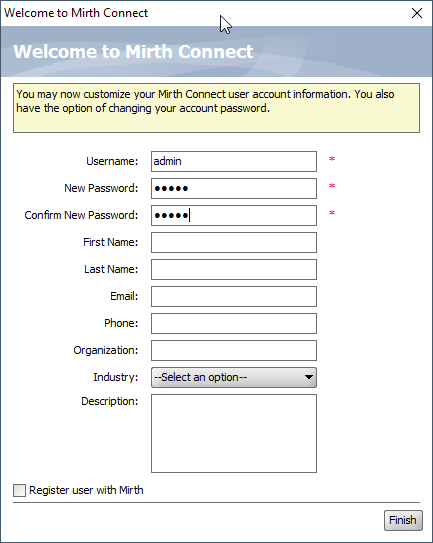 Welcome to Mirth Connect
Welcome to Mirth Connect
You may now customize your Mirth Connect user account information. You also
have the option of changing your account password.
Username: admin *
New Password: ●●●●● *
Confirm New Password: ●●●●● *
First Name:
Last Name:
Email:
Phone:
Organization:
Industry: --Select an option--
Description:
Register user with Mirth
Finish